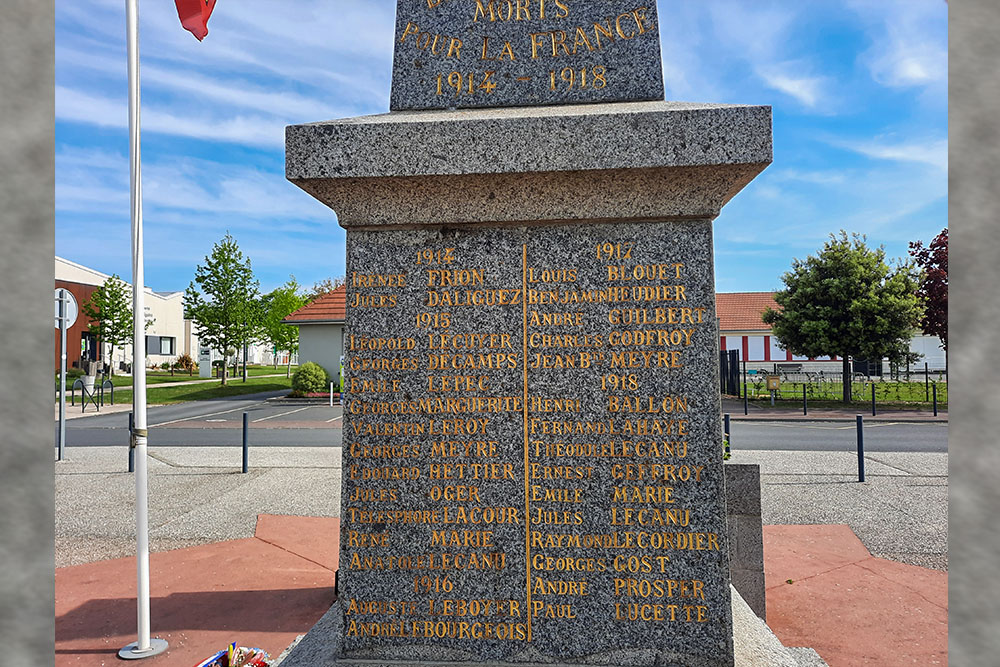 MORTS
POUR LA FRANCE
1914 - 1918
1914
IRÉNÉE FRION
JULES DALIGUEZ
1915
LÉOPOLD LECUYER
GEORGES DECAMPS
EMILE LEPEC
GEORGES MARGUERITE
VALENTIN LEROY
GEORGES MEYRE
EDOUARD HETTIER
JULES OGER
TÉLESPHORE LACOUR
RENÉ MARIE
ANATOLE LECANU
1916
AUGUSTE LEBOYER
ANDRÉ LEBOURGEOIS
1917
LOUIS BLOUET
BENJAMIN HEUDIER
ANDRÉ GUILBERT
CHARLES GODFROY
JEAN Bte MEYRE
1918
HENRI BALLON
FERNAND LAHAYE
THÉODULE LECANU
ERNEST GEFFROY
EMILE MARIE
JULES LECANU
RAYMOND LECORDIER
GEORGES GOST
ANDRÉ PROSPER
PAUL LUCETTE